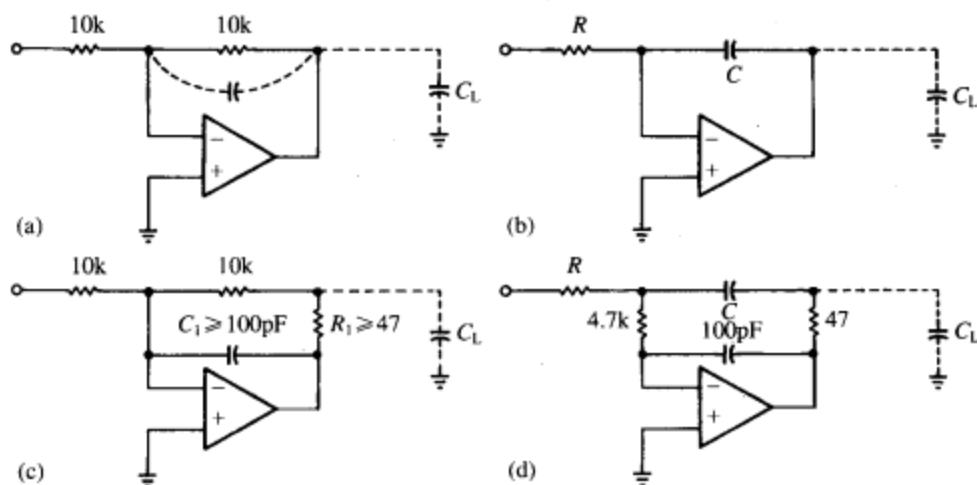 10k 10k
C_L
−
+
(a)
R
C
C_L
−
+
(b)
10k 10k
C₁ ⩾ 100pF R₁ ⩾ 47
C_L
−
+
(c)
R
C
4.7k 100pF 47
C_L
−
+
(d)